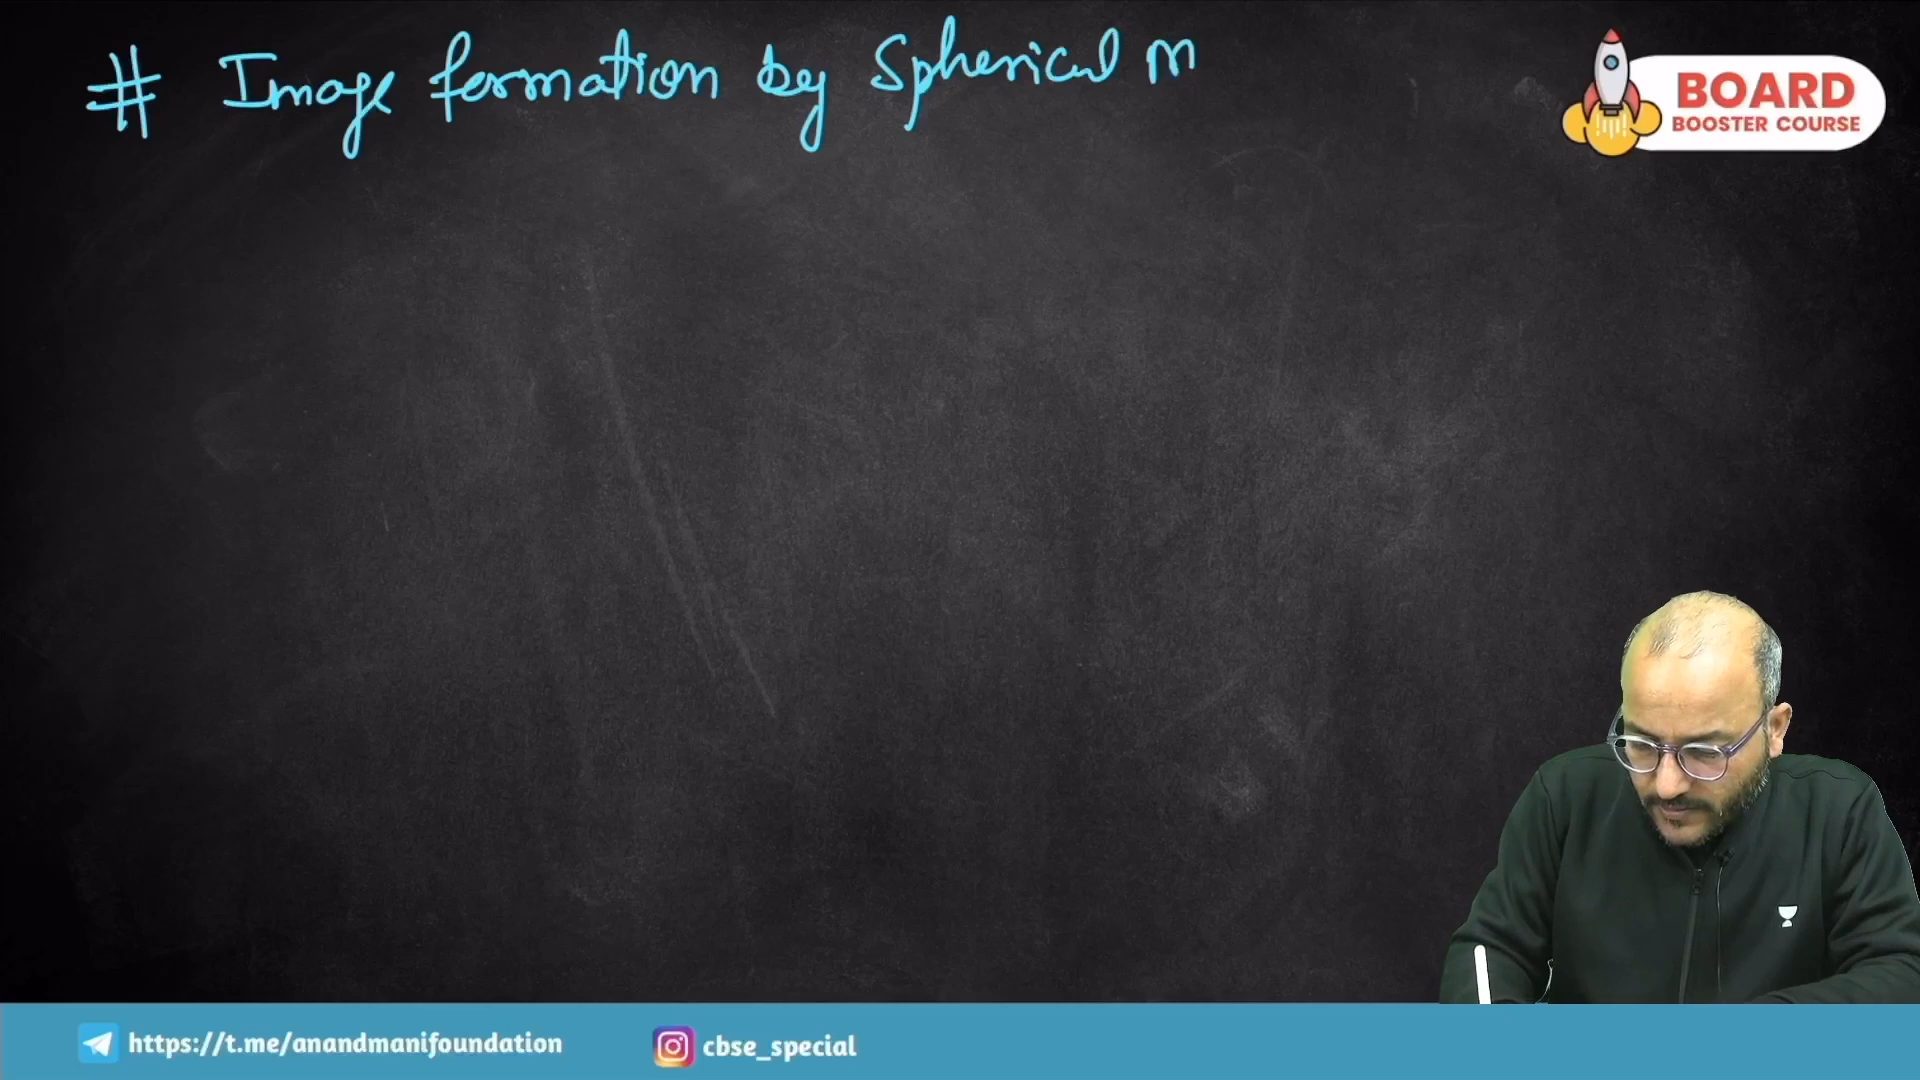 # Image formation by Spherical m
BOARD
BOOSTER COURSE
https://t.me/anandmanifoundation
cbse_special